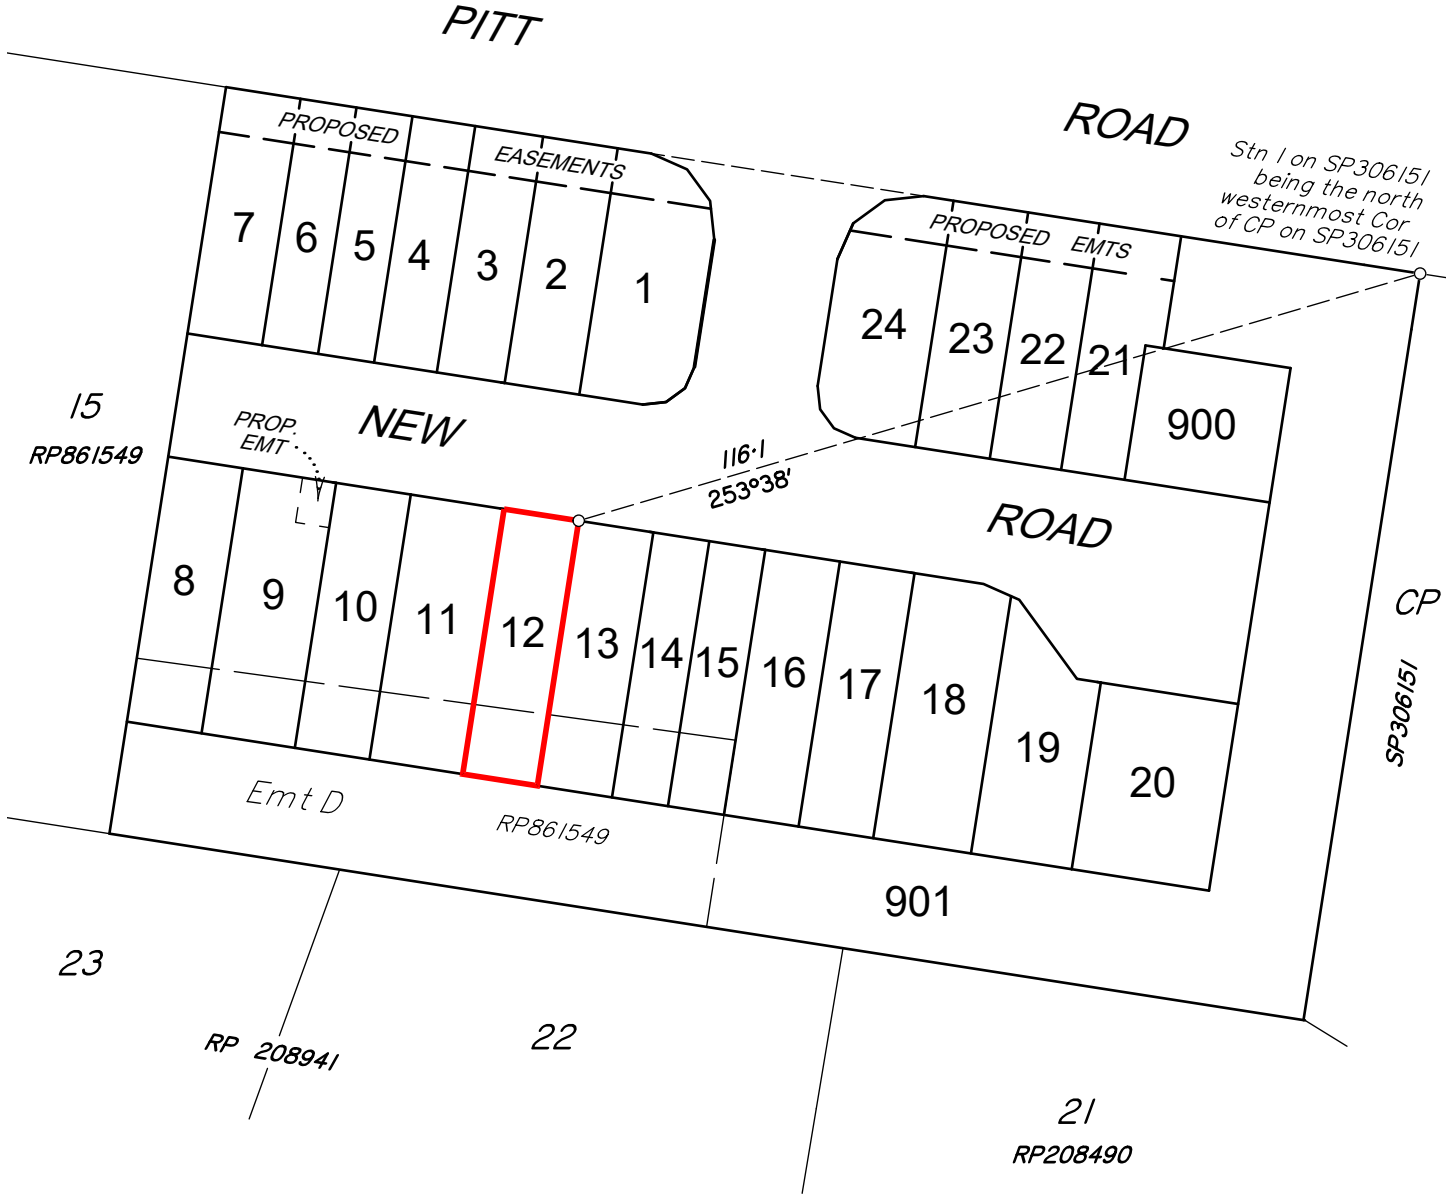 PITT
ROAD
Stn 1 on SP306151
being the north
westernmost Cor
of CP on SP306151
PROPOSED
EASEMENTS
PROPOSED EMTS
7
6
5
4
3
2
1
24
23
22
21
900
15
RP861549
PROP.
EMT
NEW
116·1
253°38'
ROAD
8
9
10
11
12
13
14
15
16
17
18
19
20
CP
SP306151
Emt D
RP861549
901
23
RP 208941
22
21
RP208490